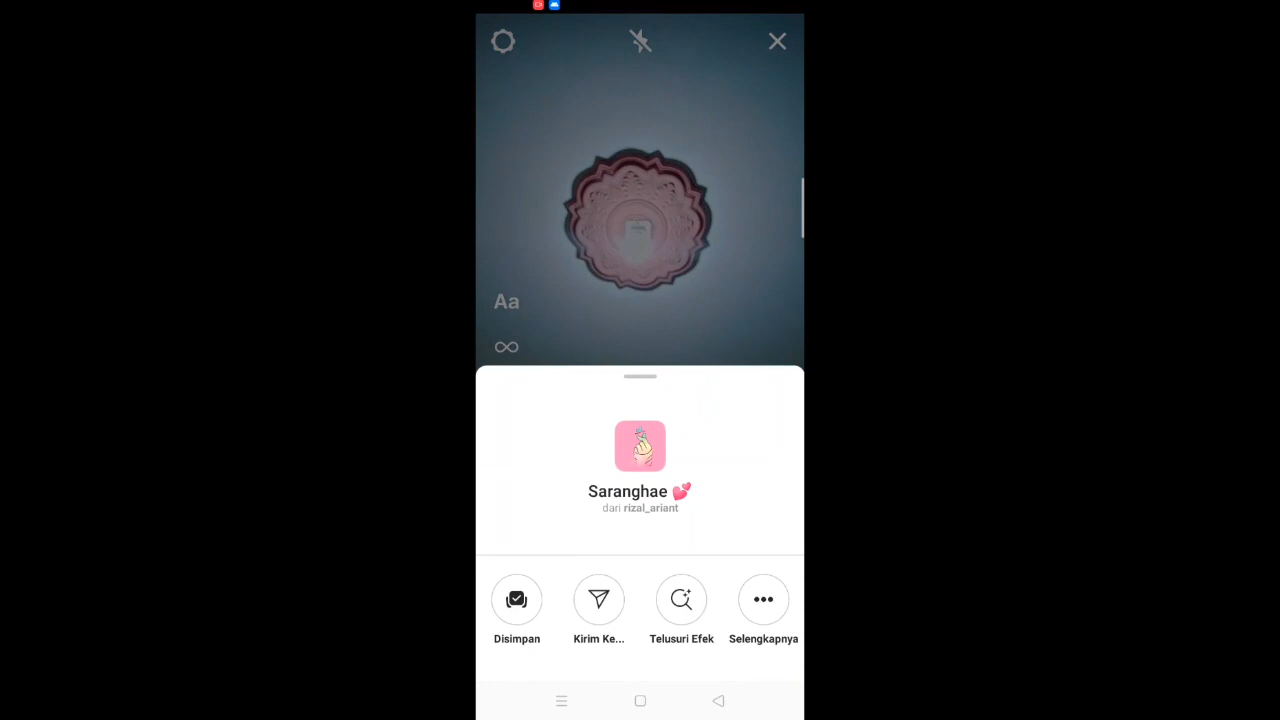 Aa
Saranghae 💕
dari rizal_ariant
Disimpan
Kirim Ke...
Telusuri Efek
Selengkapnya